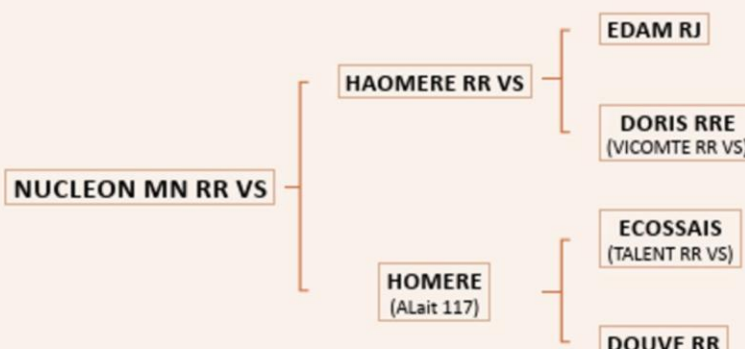 EDAM RJ
HAOMERE RR VS
DORIS RRE
(VICOMTE RR VS)
NUCLEON MN RR VS
ECOSSAIS
(TALENT RR VS)
HOMERE
(ALait 117)
DOUVE RR